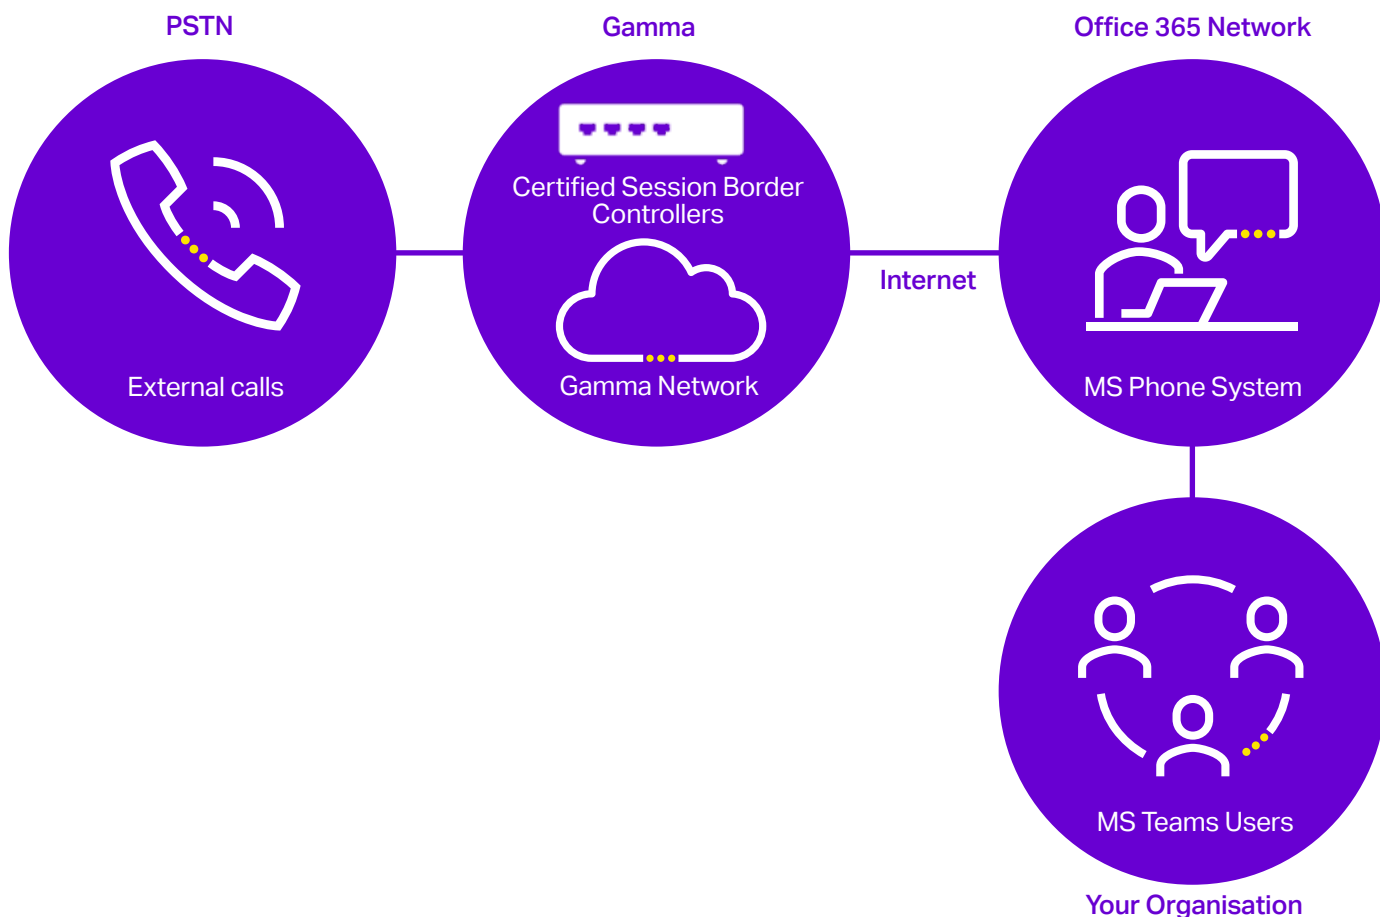 PSTN
Gamma
Office 365 Network
Certified Session Border
Controllers
Internet
External calls
Gamma Network
MS Phone System
MS Teams Users
Your Organisation